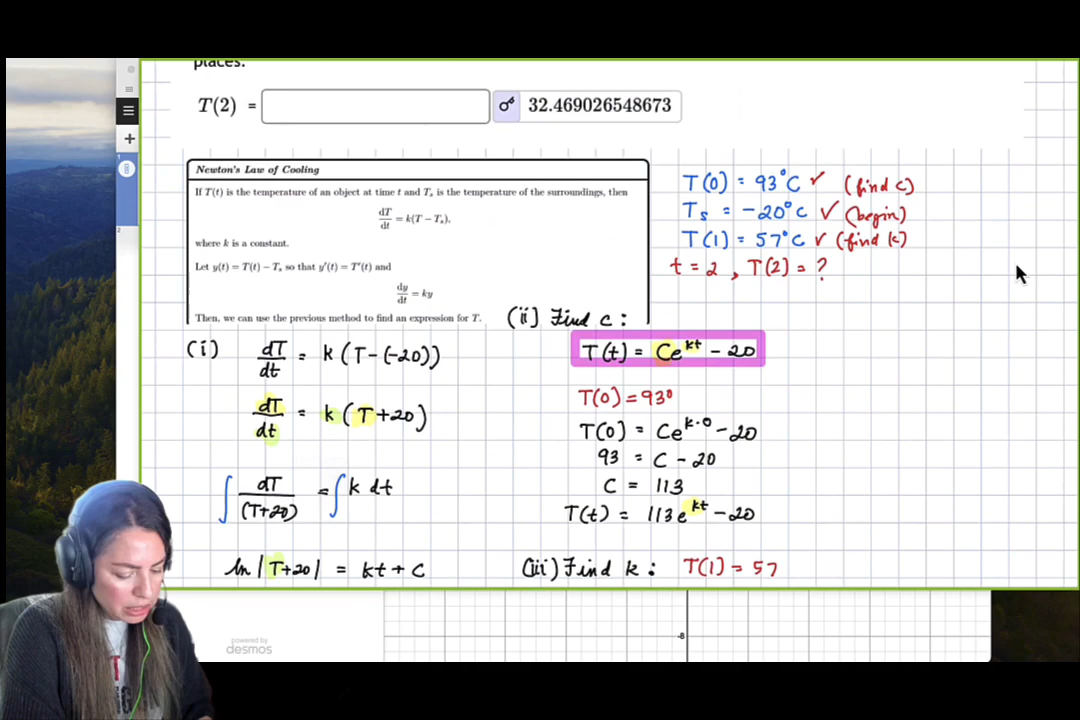 places.
T(2) = 32.469026548673
Newton's Law of Cooling
If T(t) is the temperature of an object at time t and Tₛ is the temperature of the surroundings, then
dT/dt = k(T − Tₛ),
where k is a constant.
Let y(t) = T(t) − Tₛ so that y′(t) = T′(t) and
dy/dt = ky
Then, we can use the previous method to find an expression for T.
T(0) = 93°C ✓ (find c)
Tₛ = -20°C ✓ (begin)
T(1) = 57°C ✓ (find k)
t = 2, T(2) = ?
(i) dT/dt = k(T-(-20))
dT/dt = k(T+20)
∫ dT/(T+20) = ∫ k dt
ln|T+20| = kt + C
(ii) Find c:
T(t) = Ce^{kt} - 20
T(0) = 93°
T(0) = Ce^{k·0} - 20
93 = C - 20
C = 113
T(t) = 113e^{kt} - 20
(iii) Find k: T(1) = 57
1
2
-8
powered by
desmos